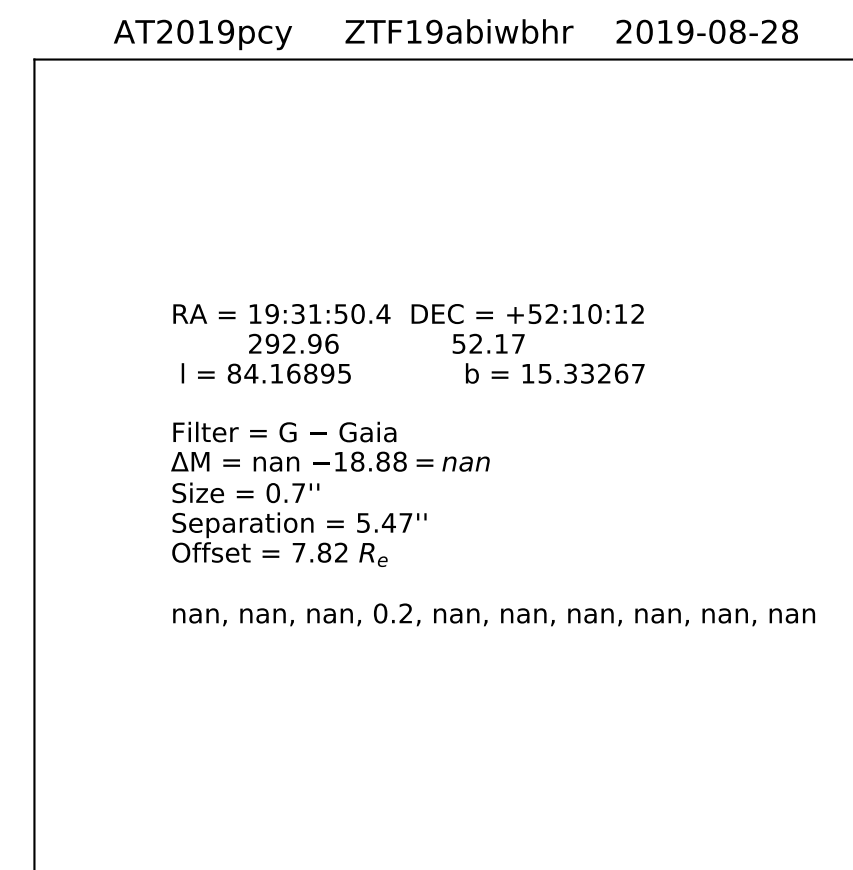 AT2019pcy ZTF19abiwbhr 2019-08-28
RA = 19:31:50.4 DEC = +52:10:12
292.96 52.17
l = 84.16895 b = 15.33267
Filter = G − Gaia
ΔM = nan −18.88 = nan
Size = 0.7''
Separation = 5.47''
Offset = 7.82 Rₑ
nan, nan, nan, 0.2, nan, nan, nan, nan, nan, nan